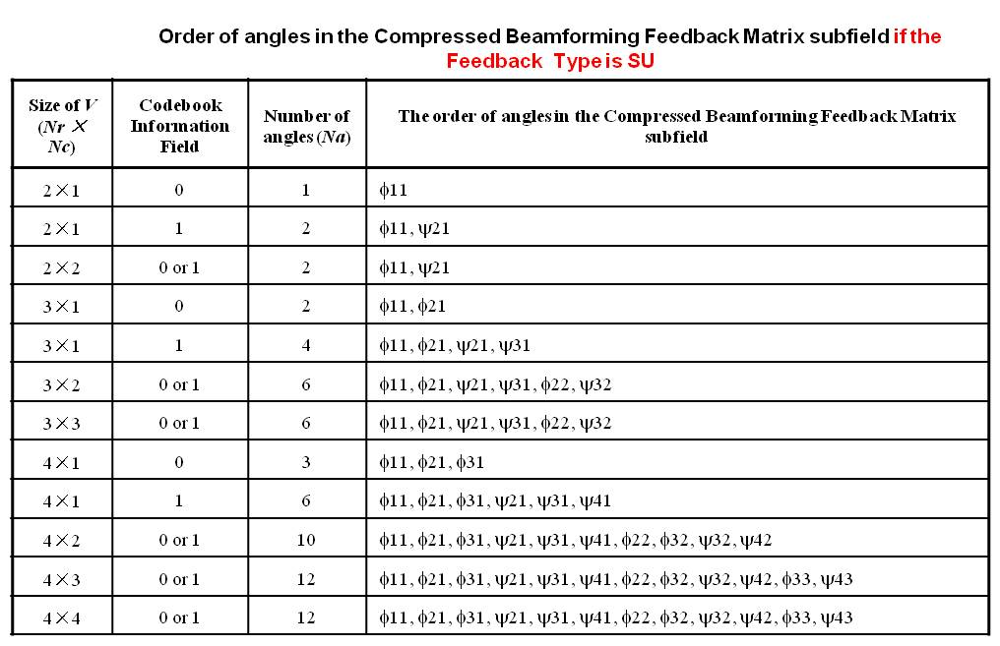 Order of angles in the Compressed Beamforming Feedback Matrix subfield if the
Feedback Type is SU
Size of V (Nr × Nc) Codebook Information Field Number of angles (Na) The order of angles in the Compressed Beamforming Feedback Matrix subfield
2×1 0 1 ϕ11
2×1 1 2 ϕ11, ψ21
2×2 0 or 1 2 ϕ11, ψ21
3×1 0 2 ϕ11, ϕ21
3×1 1 4 ϕ11, ϕ21, ψ21, ψ31
3×2 0 or 1 6 ϕ11, ϕ21, ψ21, ψ31, ϕ22, ψ32
3×3 0 or 1 6 ϕ11, ϕ21, ψ21, ψ31, ϕ22, ψ32
4×1 0 3 ϕ11, ϕ21, ϕ31
4×1 1 6 ϕ11, ϕ21, ϕ31, ψ21, ψ31, ψ41
4×2 0 or 1 10 ϕ11, ϕ21, ϕ31, ψ21, ψ31, ψ41, ϕ22, ϕ32, ψ32, ψ42
4×3 0 or 1 12 ϕ11, ϕ21, ϕ31, ψ21, ψ31, ψ41, ϕ22, ϕ32, ψ32, ψ42, ϕ33, ψ43
4×4 0 or 1 12 ϕ11, ϕ21, ϕ31, ψ21, ψ31, ψ41, ϕ22, ϕ32, ψ32, ψ42, ϕ33, ψ43